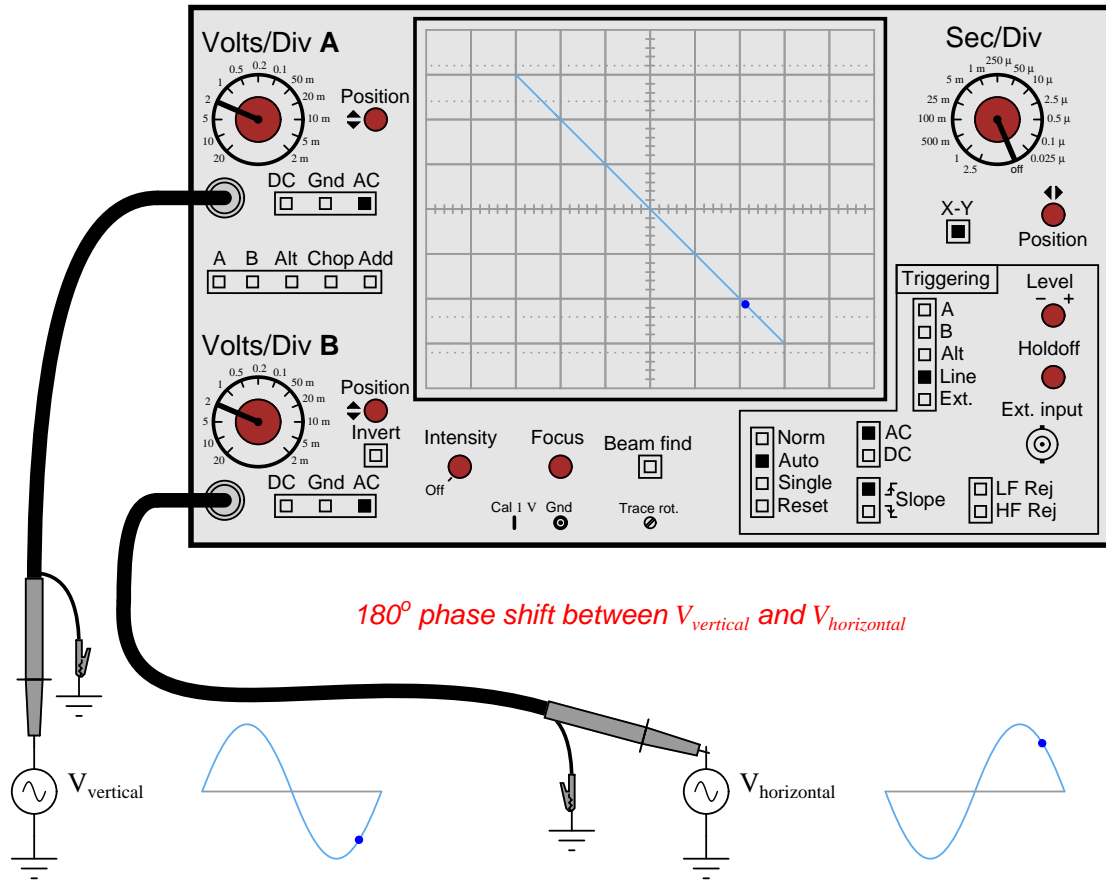 Volts/Div A
20 10 5 2 1 0.5 0.2 0.1 50 m 20 m 10 m 5 m 2 m
Position
DC Gnd AC
A B Alt Chop Add
Volts/Div B
20 10 5 2 1 0.5 0.2 0.1 50 m 20 m 10 m 5 m 2 m
Position
Invert
DC Gnd AC
Intensity
Off
Focus
Beam find
Cal 1 V Gnd
Trace rot.
Sec/Div
2.5 1 500 m 100 m 25 m 5 m 1 m 250 µ 50 µ 10 µ 2.5 µ 0.5 µ 0.1 µ 0.025 µ off
X-Y
Position
Triggering
A
B
Alt
Line
Ext.
Level
− +
Holdoff
Ext. input
Norm
Auto
Single
Reset
AC
DC
Slope
LF Rej
HF Rej
180º phase shift between Vvertical and Vhorizontal
Vvertical
Vhorizontal